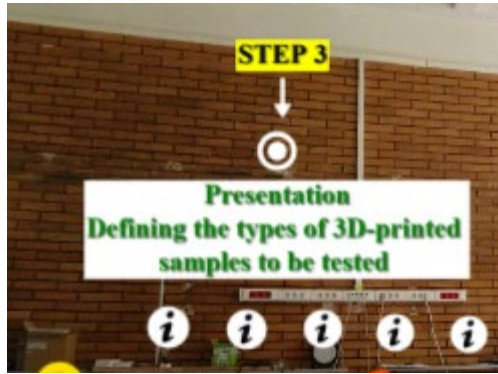 STEP 3
Presentation
Defining the types of 3D-printed
samples to be tested
i i i i i